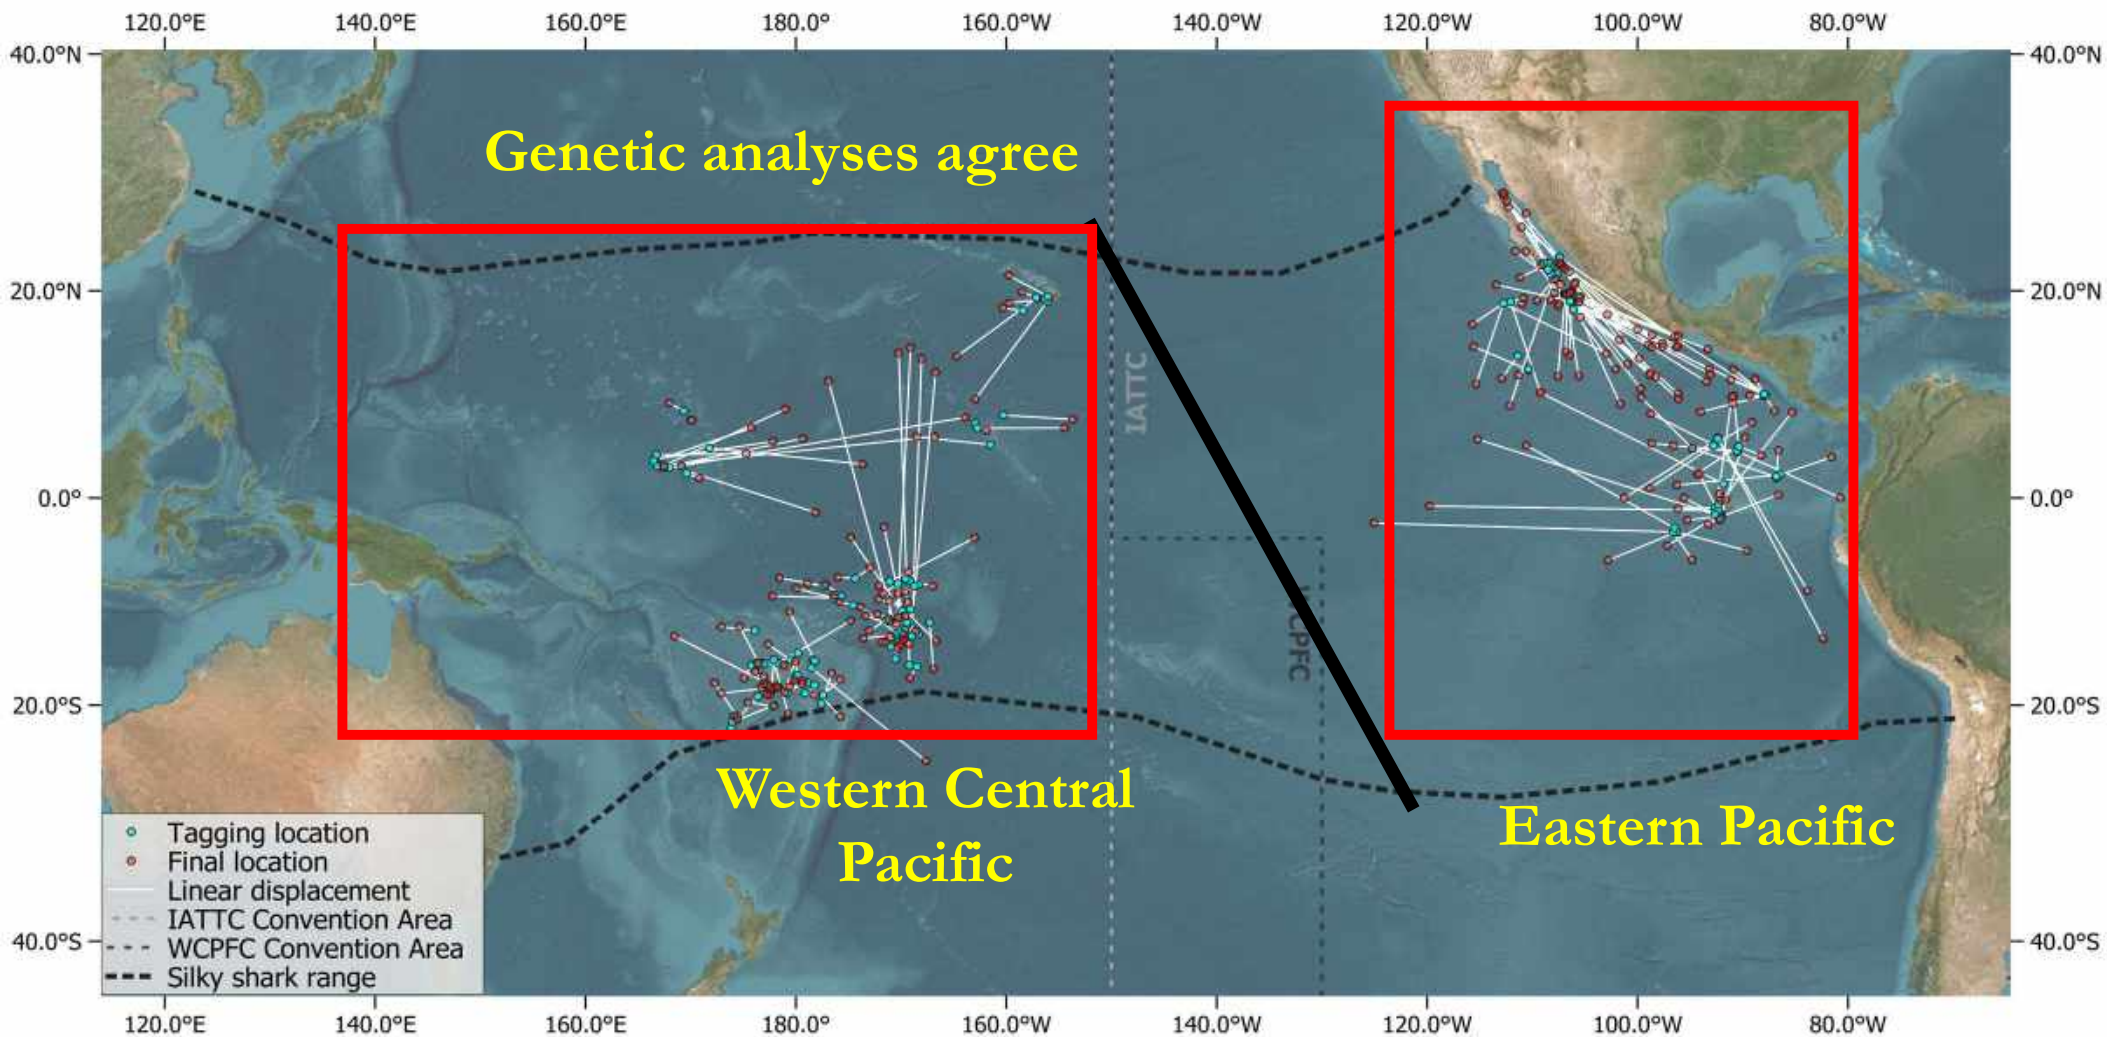 120.0°E 140.0°E 160.0°E 180.0° 160.0°W 140.0°W 120.0°W 100.0°W 80.0°W
40.0°N 40.0°N
Genetic analyses agree
20.0°N 20.0°N
IATTC
0.0° 0.0°
WCPFC
20.0°S 20.0°S
Western Central
Pacific
Eastern Pacific
Tagging location
Final location
Linear displacement
IATTC Convention Area
WCPFC Convention Area
Silky shark range
40.0°S 40.0°S
120.0°E 140.0°E 160.0°E 180.0° 160.0°W 140.0°W 120.0°W 100.0°W 80.0°W